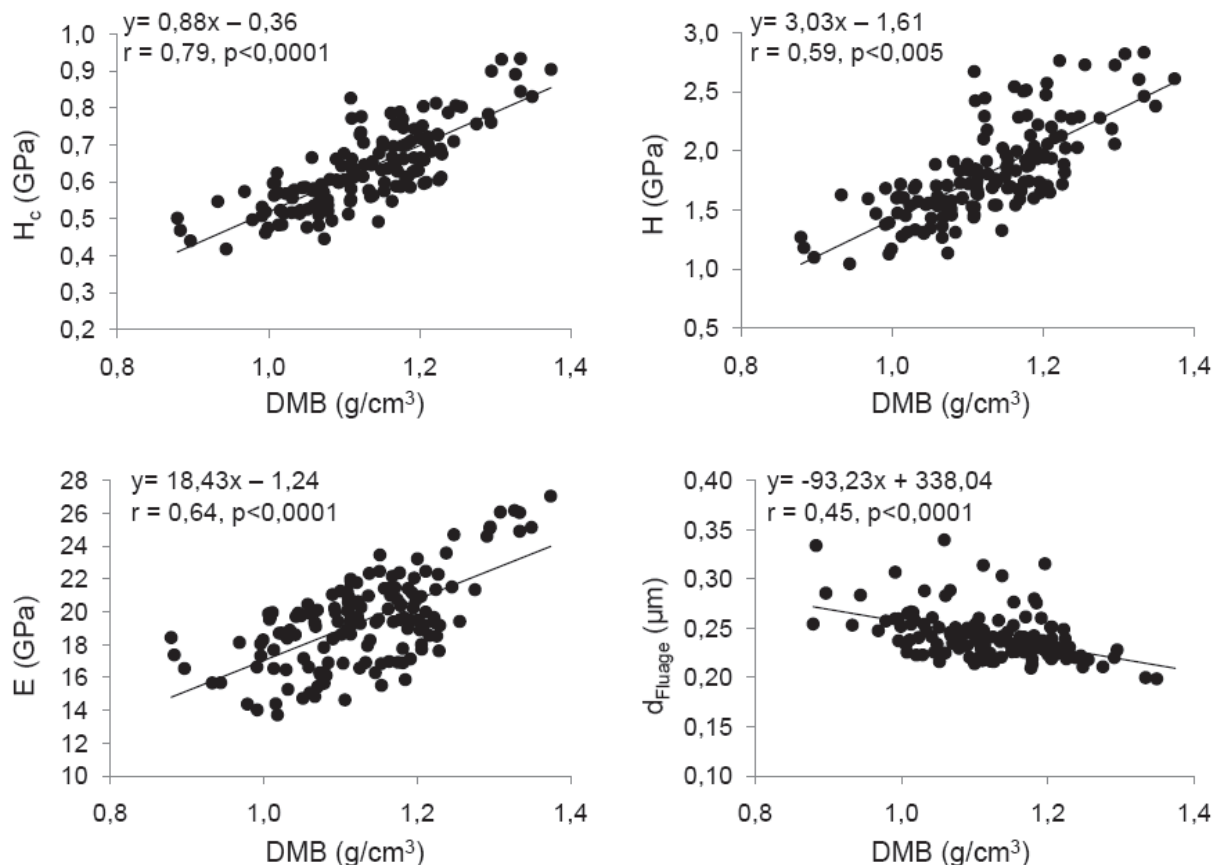 y= 0,88x – 0,36
r = 0,79, p<0,0001
1,0
0,9
0,8
0,7
0,6
0,5
0,4
0,3
0,2
H_c (GPa)
0,8 1,0 1,2 1,4
DMB (g/cm³)
y= 3,03x – 1,61
r = 0,59, p<0,005
3,0
2,5
2,0
1,5
1,0
0,5
H (GPa)
0,8 1,0 1,2 1,4
DMB (g/cm³)
y= 18,43x – 1,24
r = 0,64, p<0,0001
28
26
24
22
20
18
16
14
12
10
E (GPa)
0,8 1,0 1,2 1,4
DMB (g/cm³)
y= -93,23x + 338,04
r = 0,45, p<0,0001
0,40
0,35
0,30
0,25
0,20
0,15
0,10
d_Fluage (µm)
0,8 1,0 1,2 1,4
DMB (g/cm³)